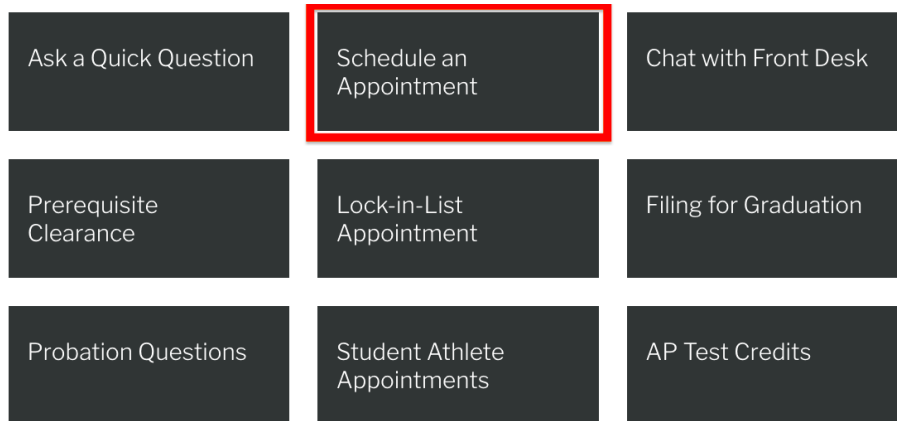 Ask a Quick Question
Schedule an
Appointment
Chat with Front Desk
Prerequisite
Clearance
Lock-in-List
Appointment
Filing for Graduation
Probation Questions
Student Athlete
Appointments
AP Test Credits